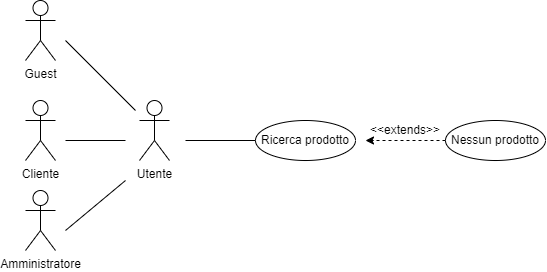 Guest
Cliente
Utente
Ricerca prodotto
<<extends>>
Nessun prodotto
Amministratore